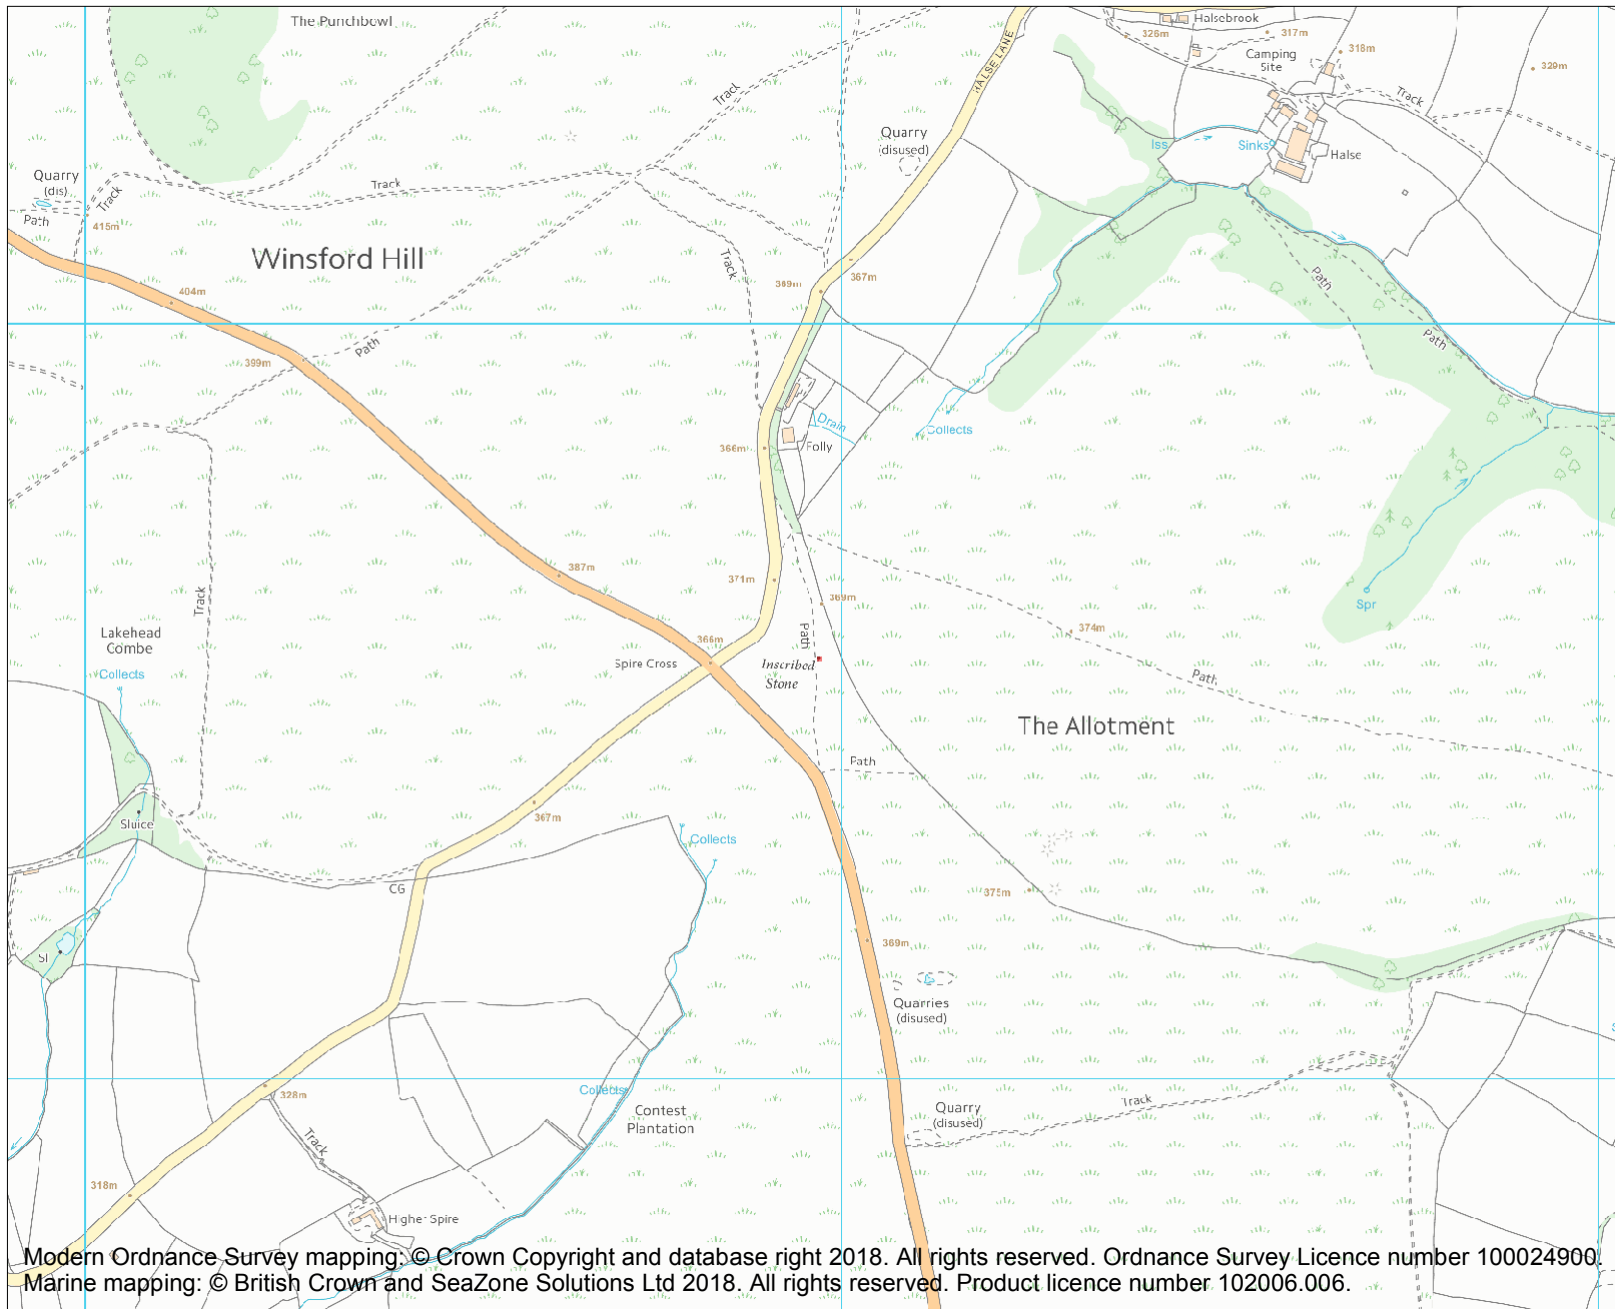 The Punchbowl
Halsebrook
326m
317m
318m
Camping
Site
329m
HALSE LANE
Track
Track
Quarry
(disused)
Iss
Sinks
Halse
Quarry
(dis)
Track
Track
Path
415m
Winsford Hill
Track
367m
369m
Path
404m
Path
399m
Path
Drain
Collects
366m
Folly
387m
371m
369m
Track
Spr
374m
Lakehead
Combe
Path
366m
Spire Cross
Inscribed
Stone
Collects
Path
The Allotment
Path
367m
Sluice
Collects
CG
375m
369m
Sl
Quarries
(disused)
Collects
328m
Contest
Plantation
Quarry
(disused)
Track
Track
318m
Higher Spire
Modern Ordnance Survey mapping: © Crown Copyright and database right 2018. All rights reserved. Ordnance Survey Licence number 100024900.
Marine mapping: © British Crown and SeaZone Solutions Ltd 2018. All rights reserved. Product licence number 102006.006.